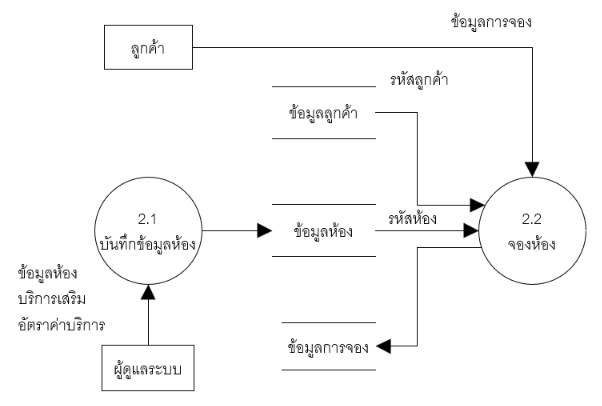 ข้อมูลการจอง
ลูกค้า
รหัสลูกค้า
ข้อมูลลูกค้า
2.1
บันทึกข้อมูลห้อง
ข้อมูลห้อง
รหัสห้อง
2.2
จองห้อง
ข้อมูลห้อง
บริการเสริม
อัตราค่าบริการ
ข้อมูลการจอง
ผู้ดูแลระบบ